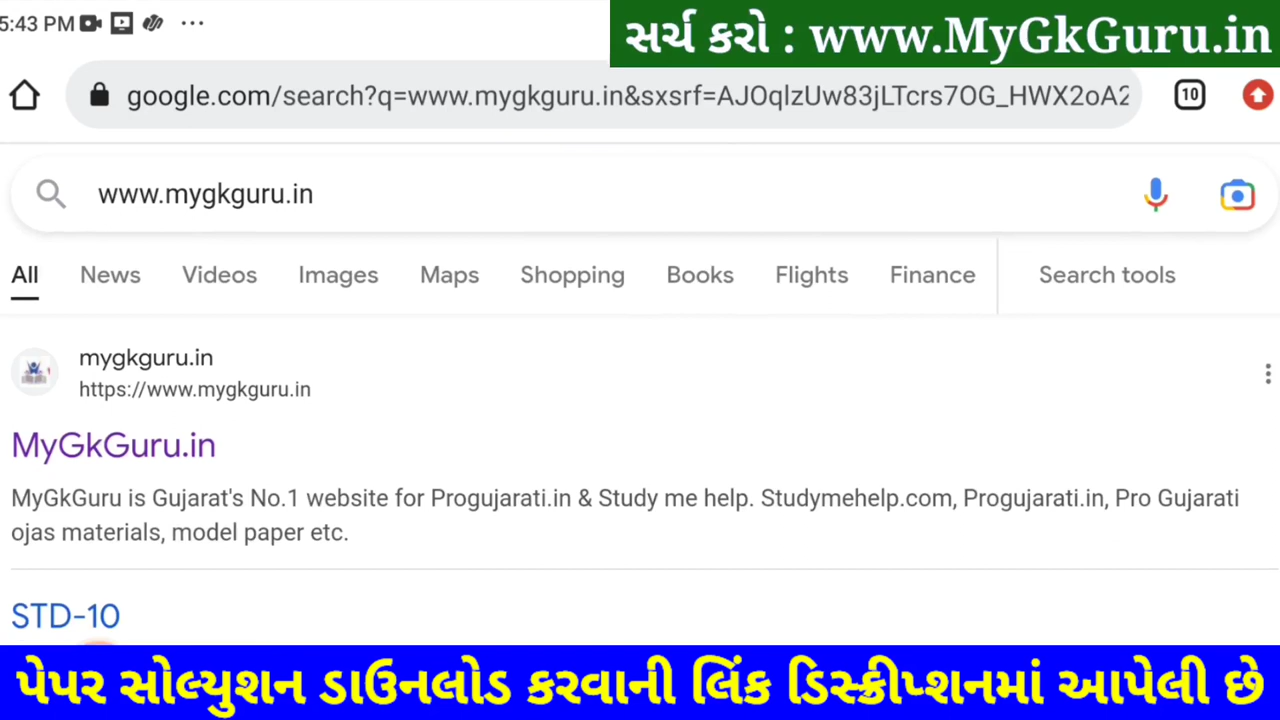 5:43 PM
સર્ચ કરો : www.MyGkGuru.in
google.com/search?q=www.mygkguru.in&sxsrf=AJOqlzUw83jLTcrs7OG_HWX2oA2
10
www.mygkguru.in
All News Videos Images Maps Shopping Books Flights Finance Search tools
mygkguru.in
https://www.mygkguru.in
MyGkGuru.in
MyGkGuru is Gujarat's No.1 website for Progujarati.in & Study me help. Studymehelp.com, Progujarati.in, Pro Gujarati
ojas materials, model paper etc.
STD-10
પેપર સોલ્યુશન ડાઉનલોડ કરવાની લિંક ડિસ્ક્રીપ્શનમાં આપેલી છે